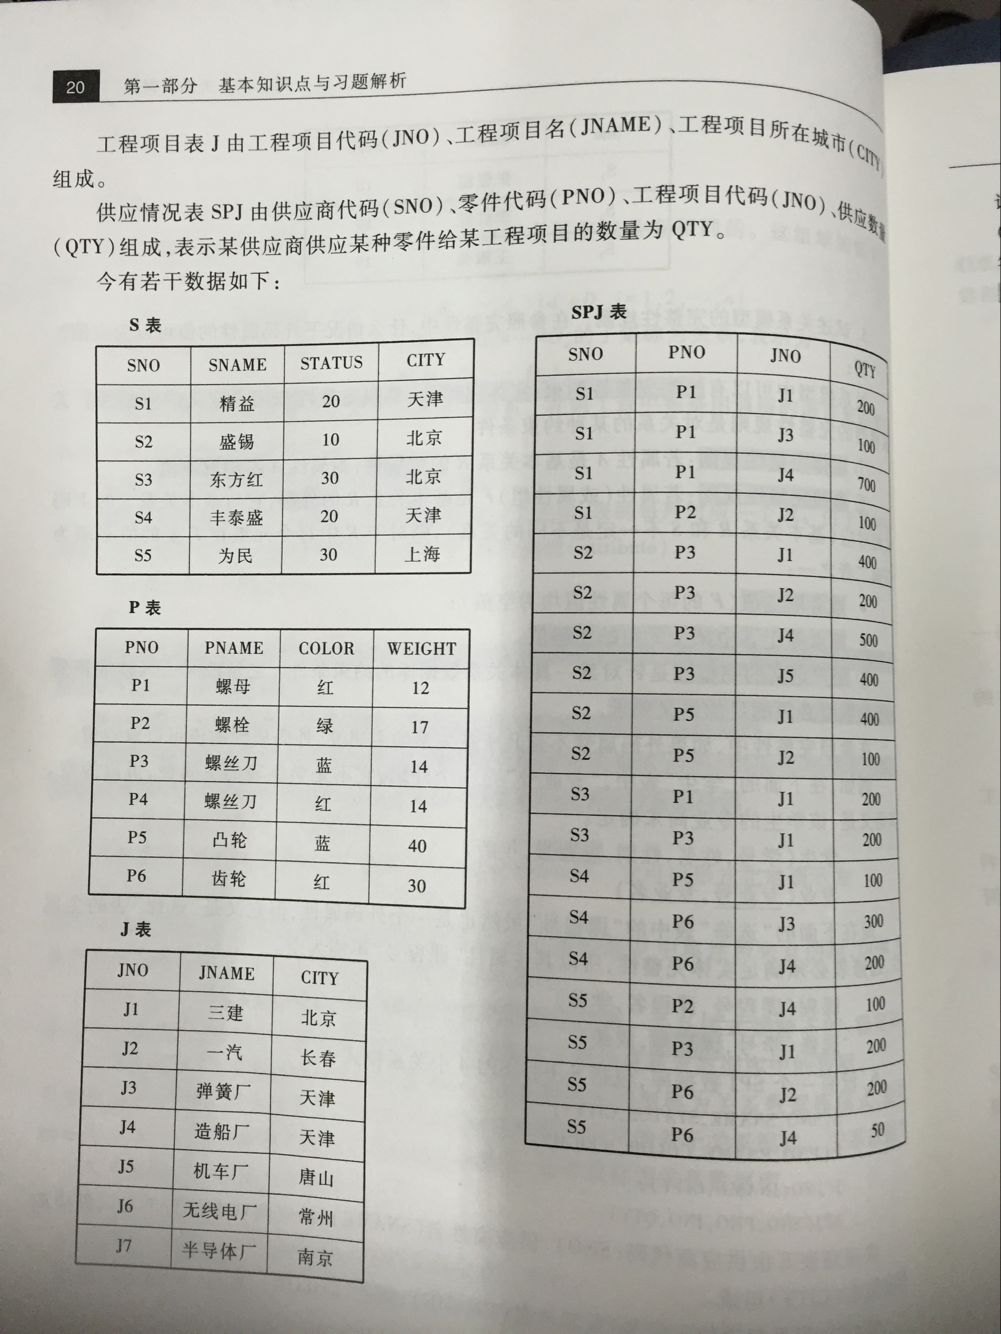 20 第一部分 基本知识点与习题解析
工程项目表 J 由工程项目代码(JNO)、工程项目名(JNAME)、工程项目所在城市(CITY)
组成。
供应情况表 SPJ 由供应商代码(SNO)、零件代码(PNO)、工程项目代码(JNO)、供应数量
(QTY)组成,表示某供应商供应某种零件给某工程项目的数量为 QTY。
今有若干数据如下:
S 表
SNO SNAME STATUS CITY
S1 精益 20 天津
S2 盛锡 10 北京
S3 东方红 30 北京
S4 丰泰盛 20 天津
S5 为民 30 上海
P 表
PNO PNAME COLOR WEIGHT
P1 螺母 红 12
P2 螺栓 绿 17
P3 螺丝刀 蓝 14
P4 螺丝刀 红 14
P5 凸轮 蓝 40
P6 齿轮 红 30
J 表
JNO JNAME CITY
J1 三建 北京
J2 一汽 长春
J3 弹簧厂 天津
J4 造船厂 天津
J5 机车厂 唐山
J6 无线电厂 常州
J7 半导体厂 南京
SPJ 表
SNO PNO JNO QTY
S1 P1 J1 200
S1 P1 J3 100
S1 P1 J4 700
S1 P2 J2 100
S2 P3 J1 400
S2 P3 J2 200
S2 P3 J4 500
S2 P3 J5 400
S2 P5 J1 400
S2 P5 J2 100
S3 P1 J1 200
S3 P3 J1 200
S4 P5 J1 100
S4 P6 J3 300
S4 P6 J4 200
S5 P2 J4 100
S5 P3 J1 200
S5 P6 J2 200
S5 P6 J4 50